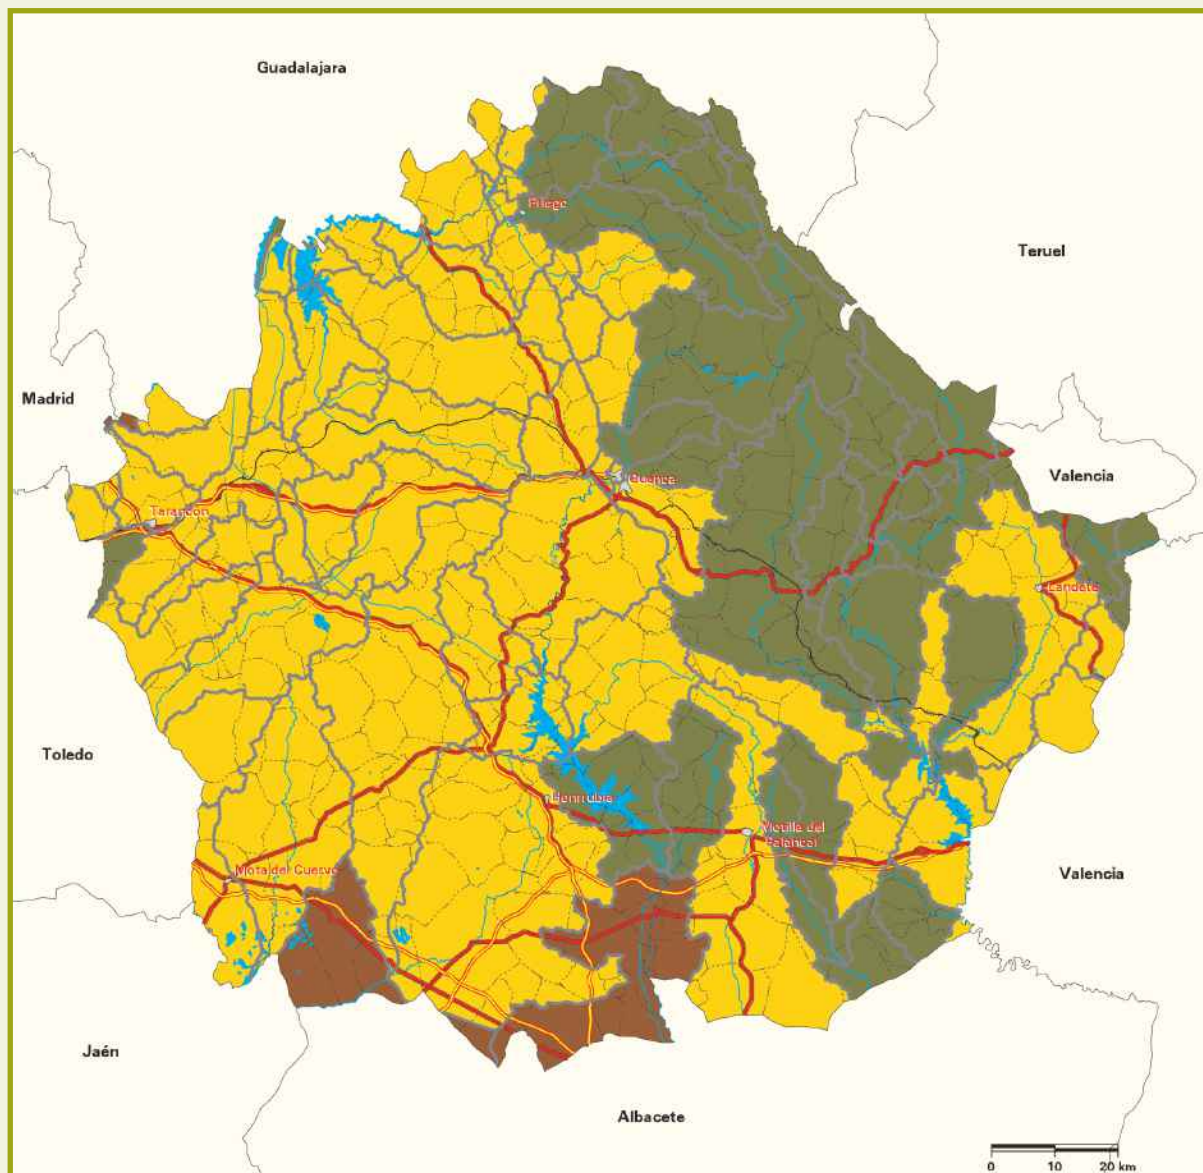 Guadalajara
Priego
Teruel
Madrid
Valencia
Cuenca
Tarancón
Landete
Toledo
Honrubia
Motilla del
Palancar
Mota del Cuervo
Valencia
Jaén
Albacete
0 10 20 km